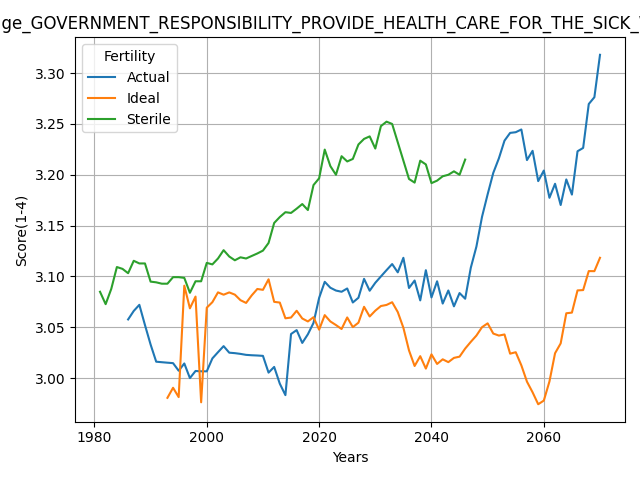 ge_GOVERNMENT_RESPONSIBILITY_PROVIDE_HEALTH_CARE_FOR_THE_SICK_
Fertility
Actual
Ideal
Sterile
Score(1-4)
3.30
3.25
3.20
3.15
3.10
3.05
3.00
1980 2000 2020 2040 2060
Years